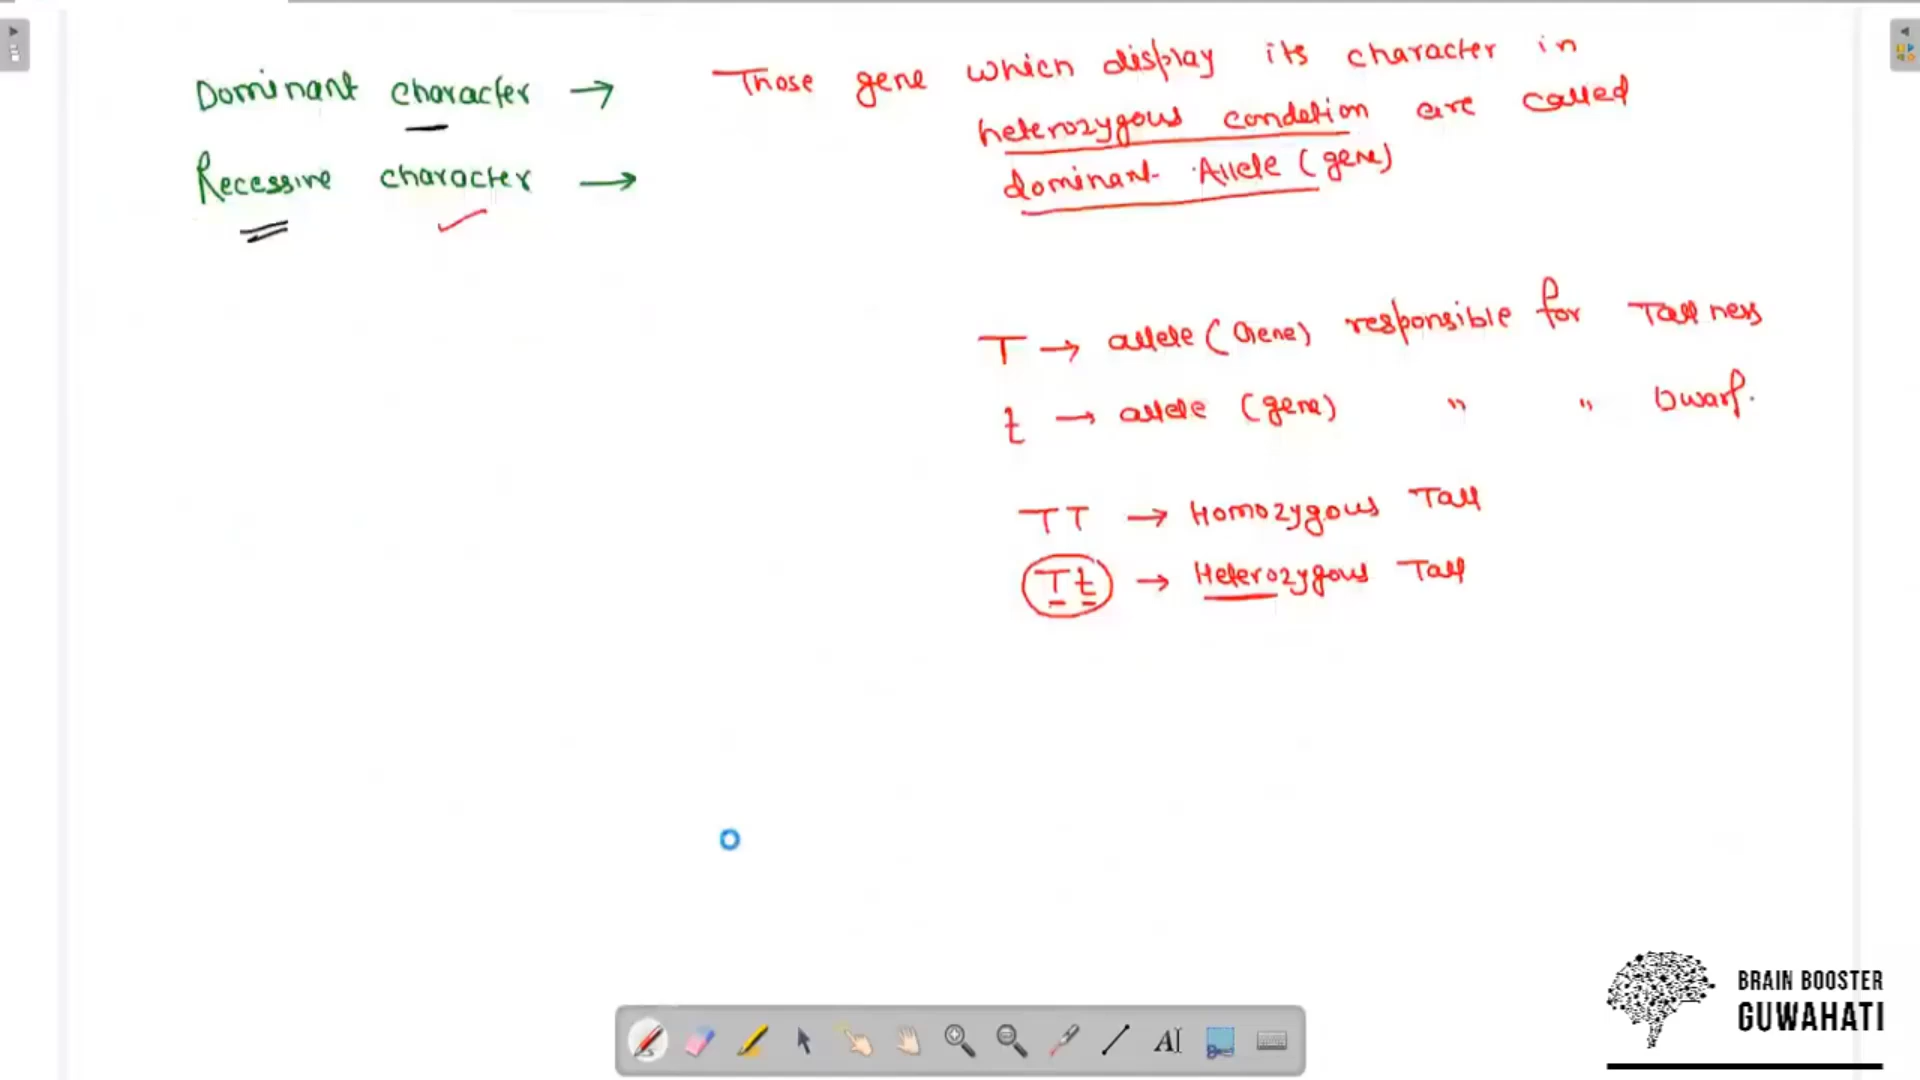 Dominant character → Those gene which display its character in
heterozygous condetion are called
dominant Allele (gene)
Recessive character →
T → allele (Gene) responsible for Tallness
t → allele (gene) " " Dwarf.
TT → Homozygous Tall
Tt → Heterozygous Tall
BRAIN BOOSTER
GUWAHATI